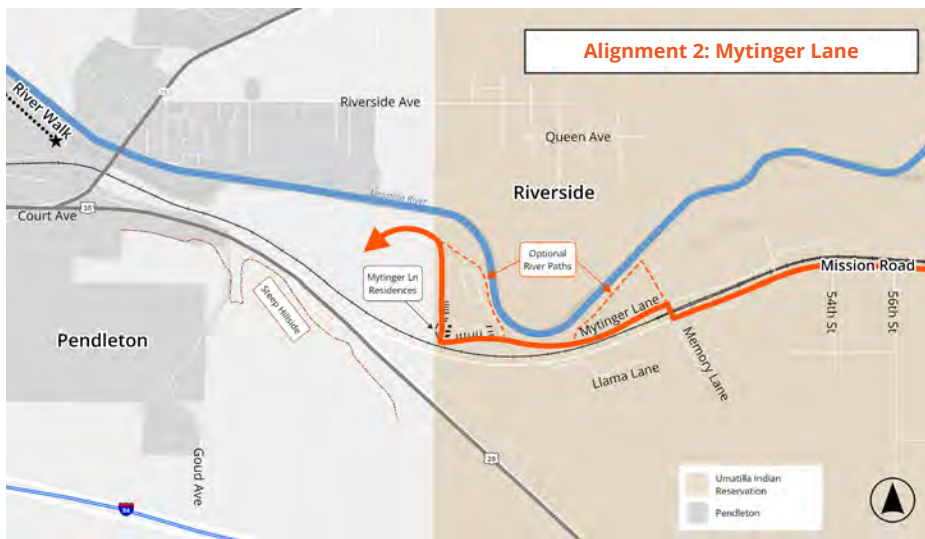 Alignment 2: Mytinger Lane
River Walk
11
Riverside Ave
Queen Ave
Umatilla River
Riverside
Court Ave
30
Optional
River Paths
Mytinger Ln
Residences
Mission Road
Steep Hillside
Mytinger Lane
54th St
56th St
Pendleton
Llama Lane
Memory Lane
Goud Ave
30
Umatilla Indian
Reservation
Pendleton
84